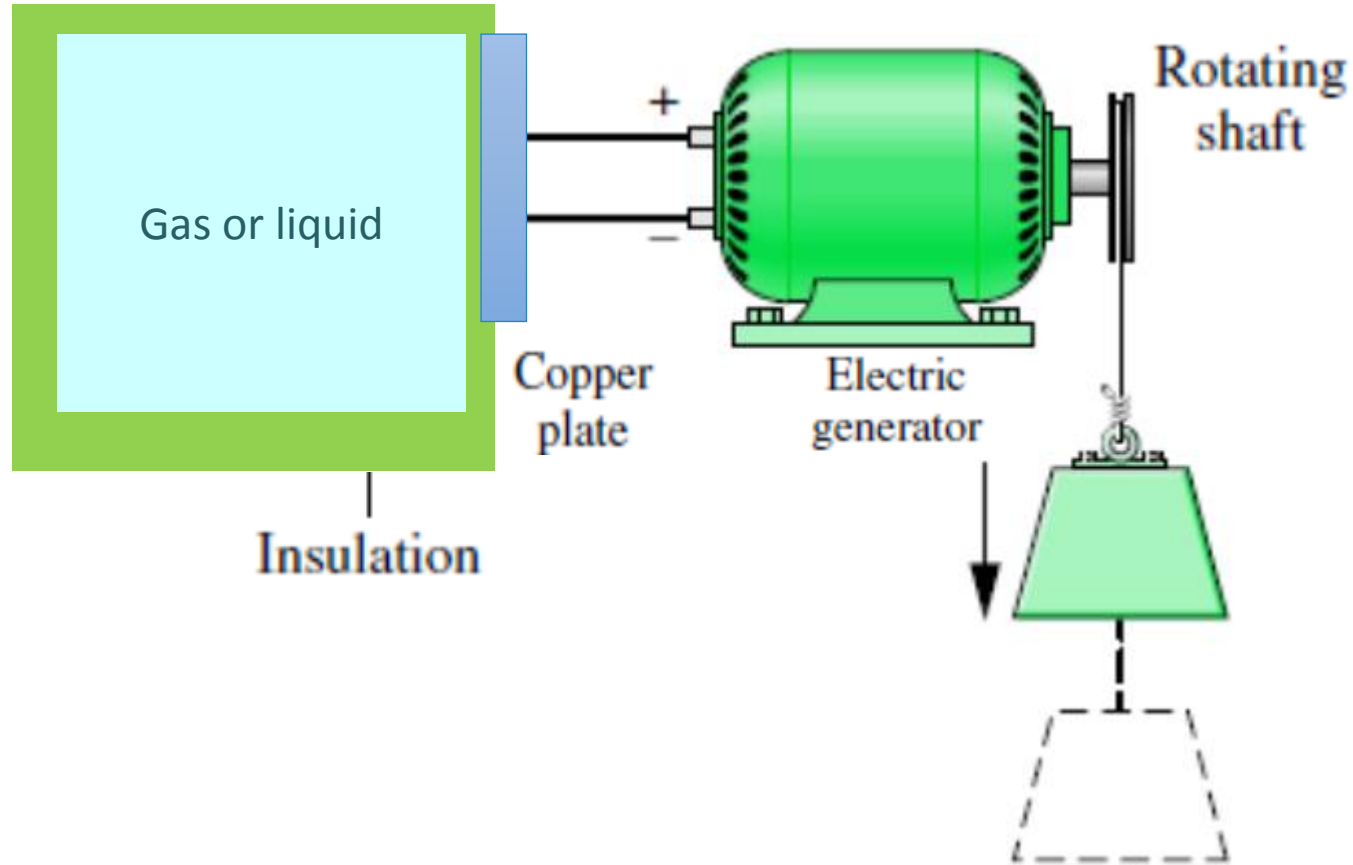 Rotating
shaft
+
Gas or liquid
−
Copper
plate
Electric
generator
Insulation